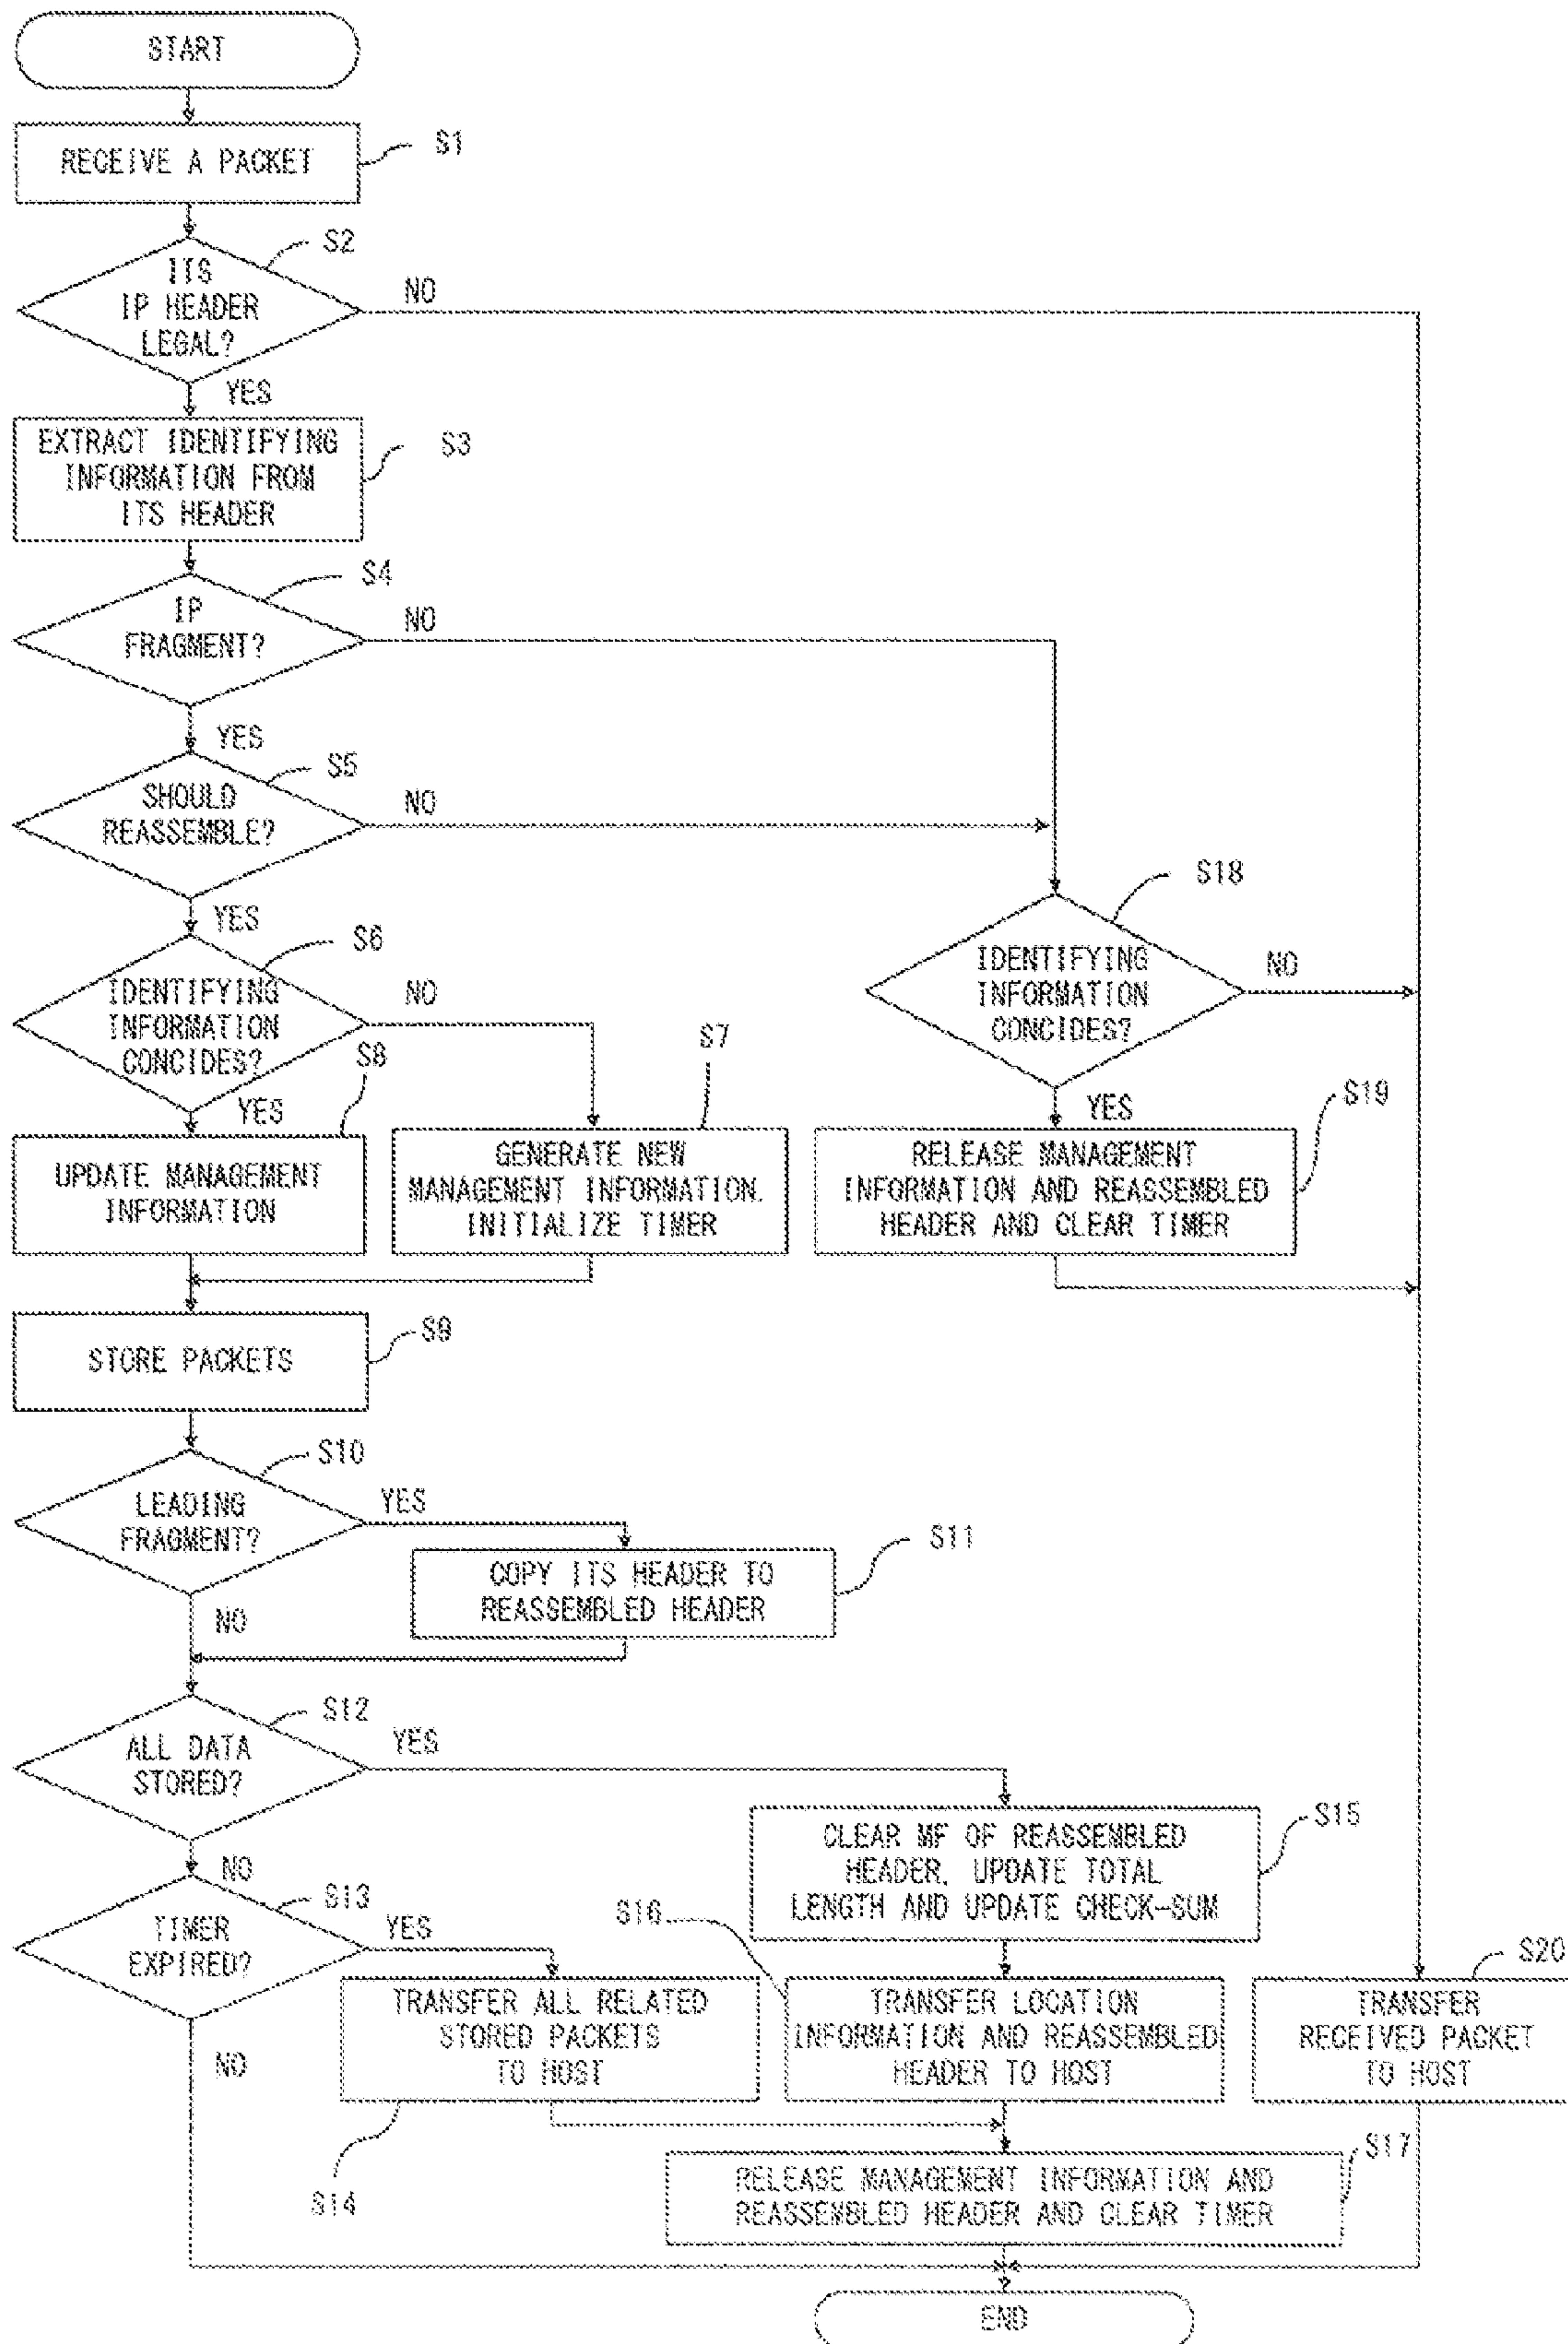 START
RECEIVE A PACKET
S1
S2
ITS
IP HEADER
LEGAL?
NO
YES
EXTRACT IDENTIFYING
INFORMATION FROM
ITS HEADER
S3
S4
IP
FRAGMENT?
NO
YES
S5
SHOULD
REASSEMBLE?
NO
YES
S6
IDENTIFYING
INFORMATION
CONCIDES?
NO
YES
S18
IDENTIFYING
INFORMATION
CONCIDES?
NO
YES
S8
UPDATE MANAGEMENT
INFORMATION
S7
GENERATE NEW
MANAGEMENT INFORMATION.
INITIALIZE TIMER
S19
RELEASE MANAGEMENT
INFORMATION AND REASSEMBLED
HEADER AND CLEAR TIMER
S9
STORE PACKETS
S10
LEADING
FRAGMENT?
YES
NO
S11
COPY ITS HEADER TO
REASSEMBLED HEADER
S12
ALL DATA
STORED?
YES
NO
S15
CLEAR MF OF REASSEMBLED
HEADER. UPDATE TOTAL
LENGTH AND UPDATE CHECK-SUM
S13
TIMER
EXPIRED?
YES
NO
S14
TRANSFER ALL RELATED
STORED PACKETS
TO HOST
S16
TRANSFER LOCATION
INFORMATION AND REASSEMBLED
HEADER TO HOST
S20
TRANSFER
RECEIVED PACKET
TO HOST
S17
RELEASE MANAGEMENT INFORMATION AND
REASSEMBLED HEADER AND CLEAR TIMER
END